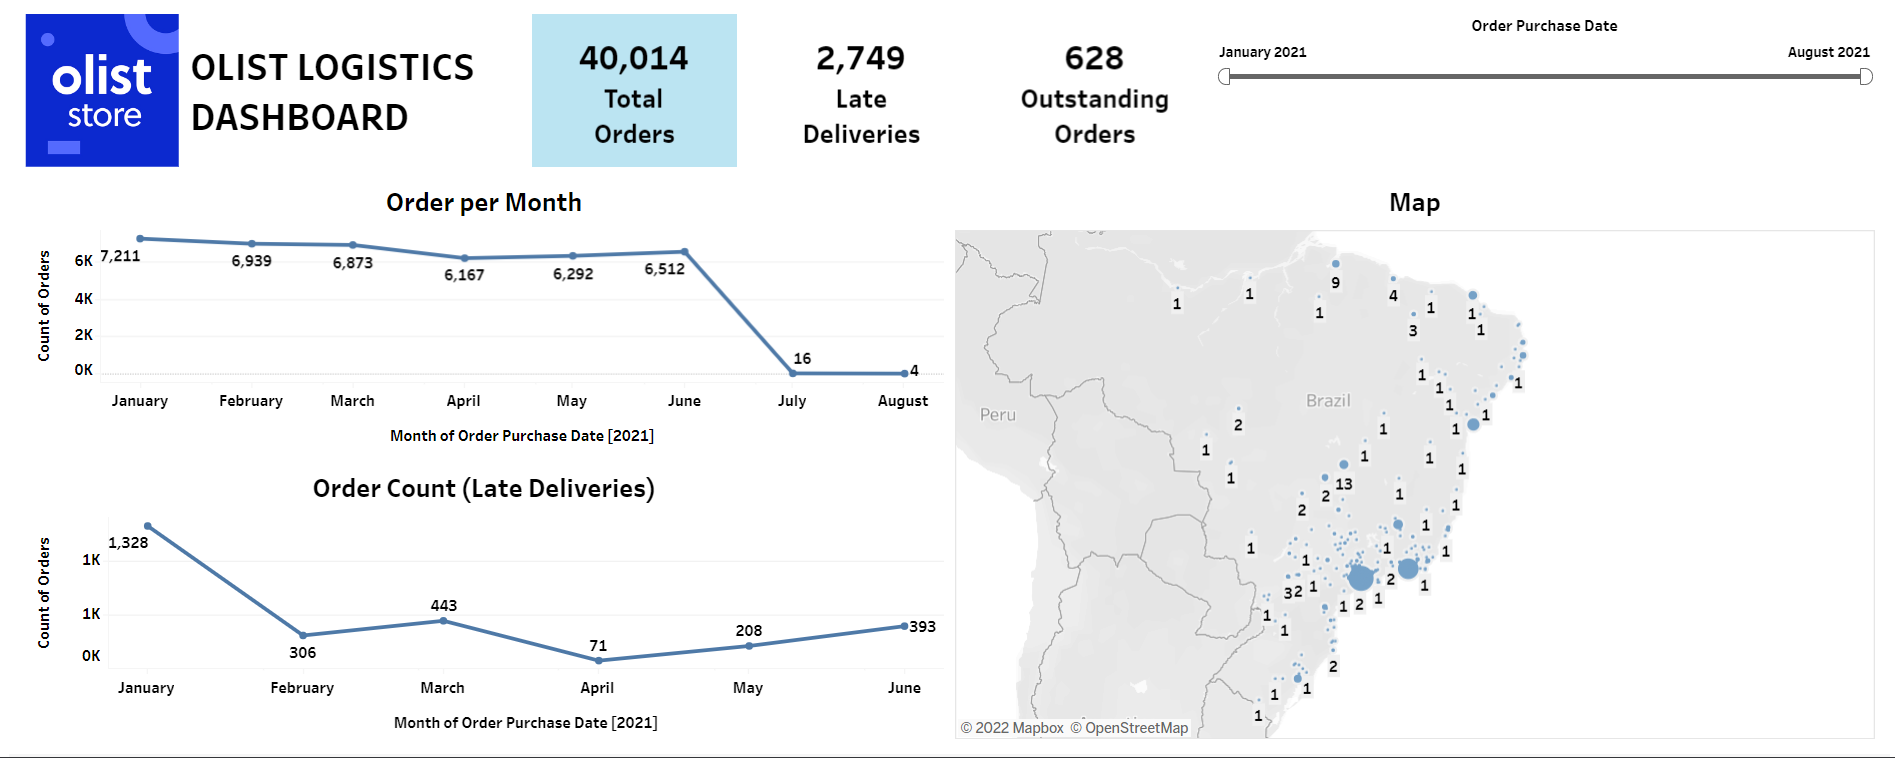 olist
store
OLIST LOGISTICS
DASHBOARD
40,014
Total
Orders
2,749
Late
Deliveries
628
Outstanding
Orders
Order Purchase Date
January 2021
August 2021
Order per Month
Count of Orders
6K
4K
2K
0K
7,211
6,939
6,873
6,167
6,292
6,512
16
4
January
February
March
April
May
June
July
August
Month of Order Purchase Date [2021]
Order Count (Late Deliveries)
Count of Orders
1K
1K
0K
1,328
306
443
71
208
393
January
February
March
April
May
June
Month of Order Purchase Date [2021]
Map
9
1
1
4
1
1
1
3
1
1
1
1
Brazil
Peru
1
1
2
1
1
1
1
1
1
1
13
2
1
2
1
1
1
1
1
1
2
3
2
1
1
1
2
1
1
1
2
1
1
1
© 2022 Mapbox © OpenStreetMap